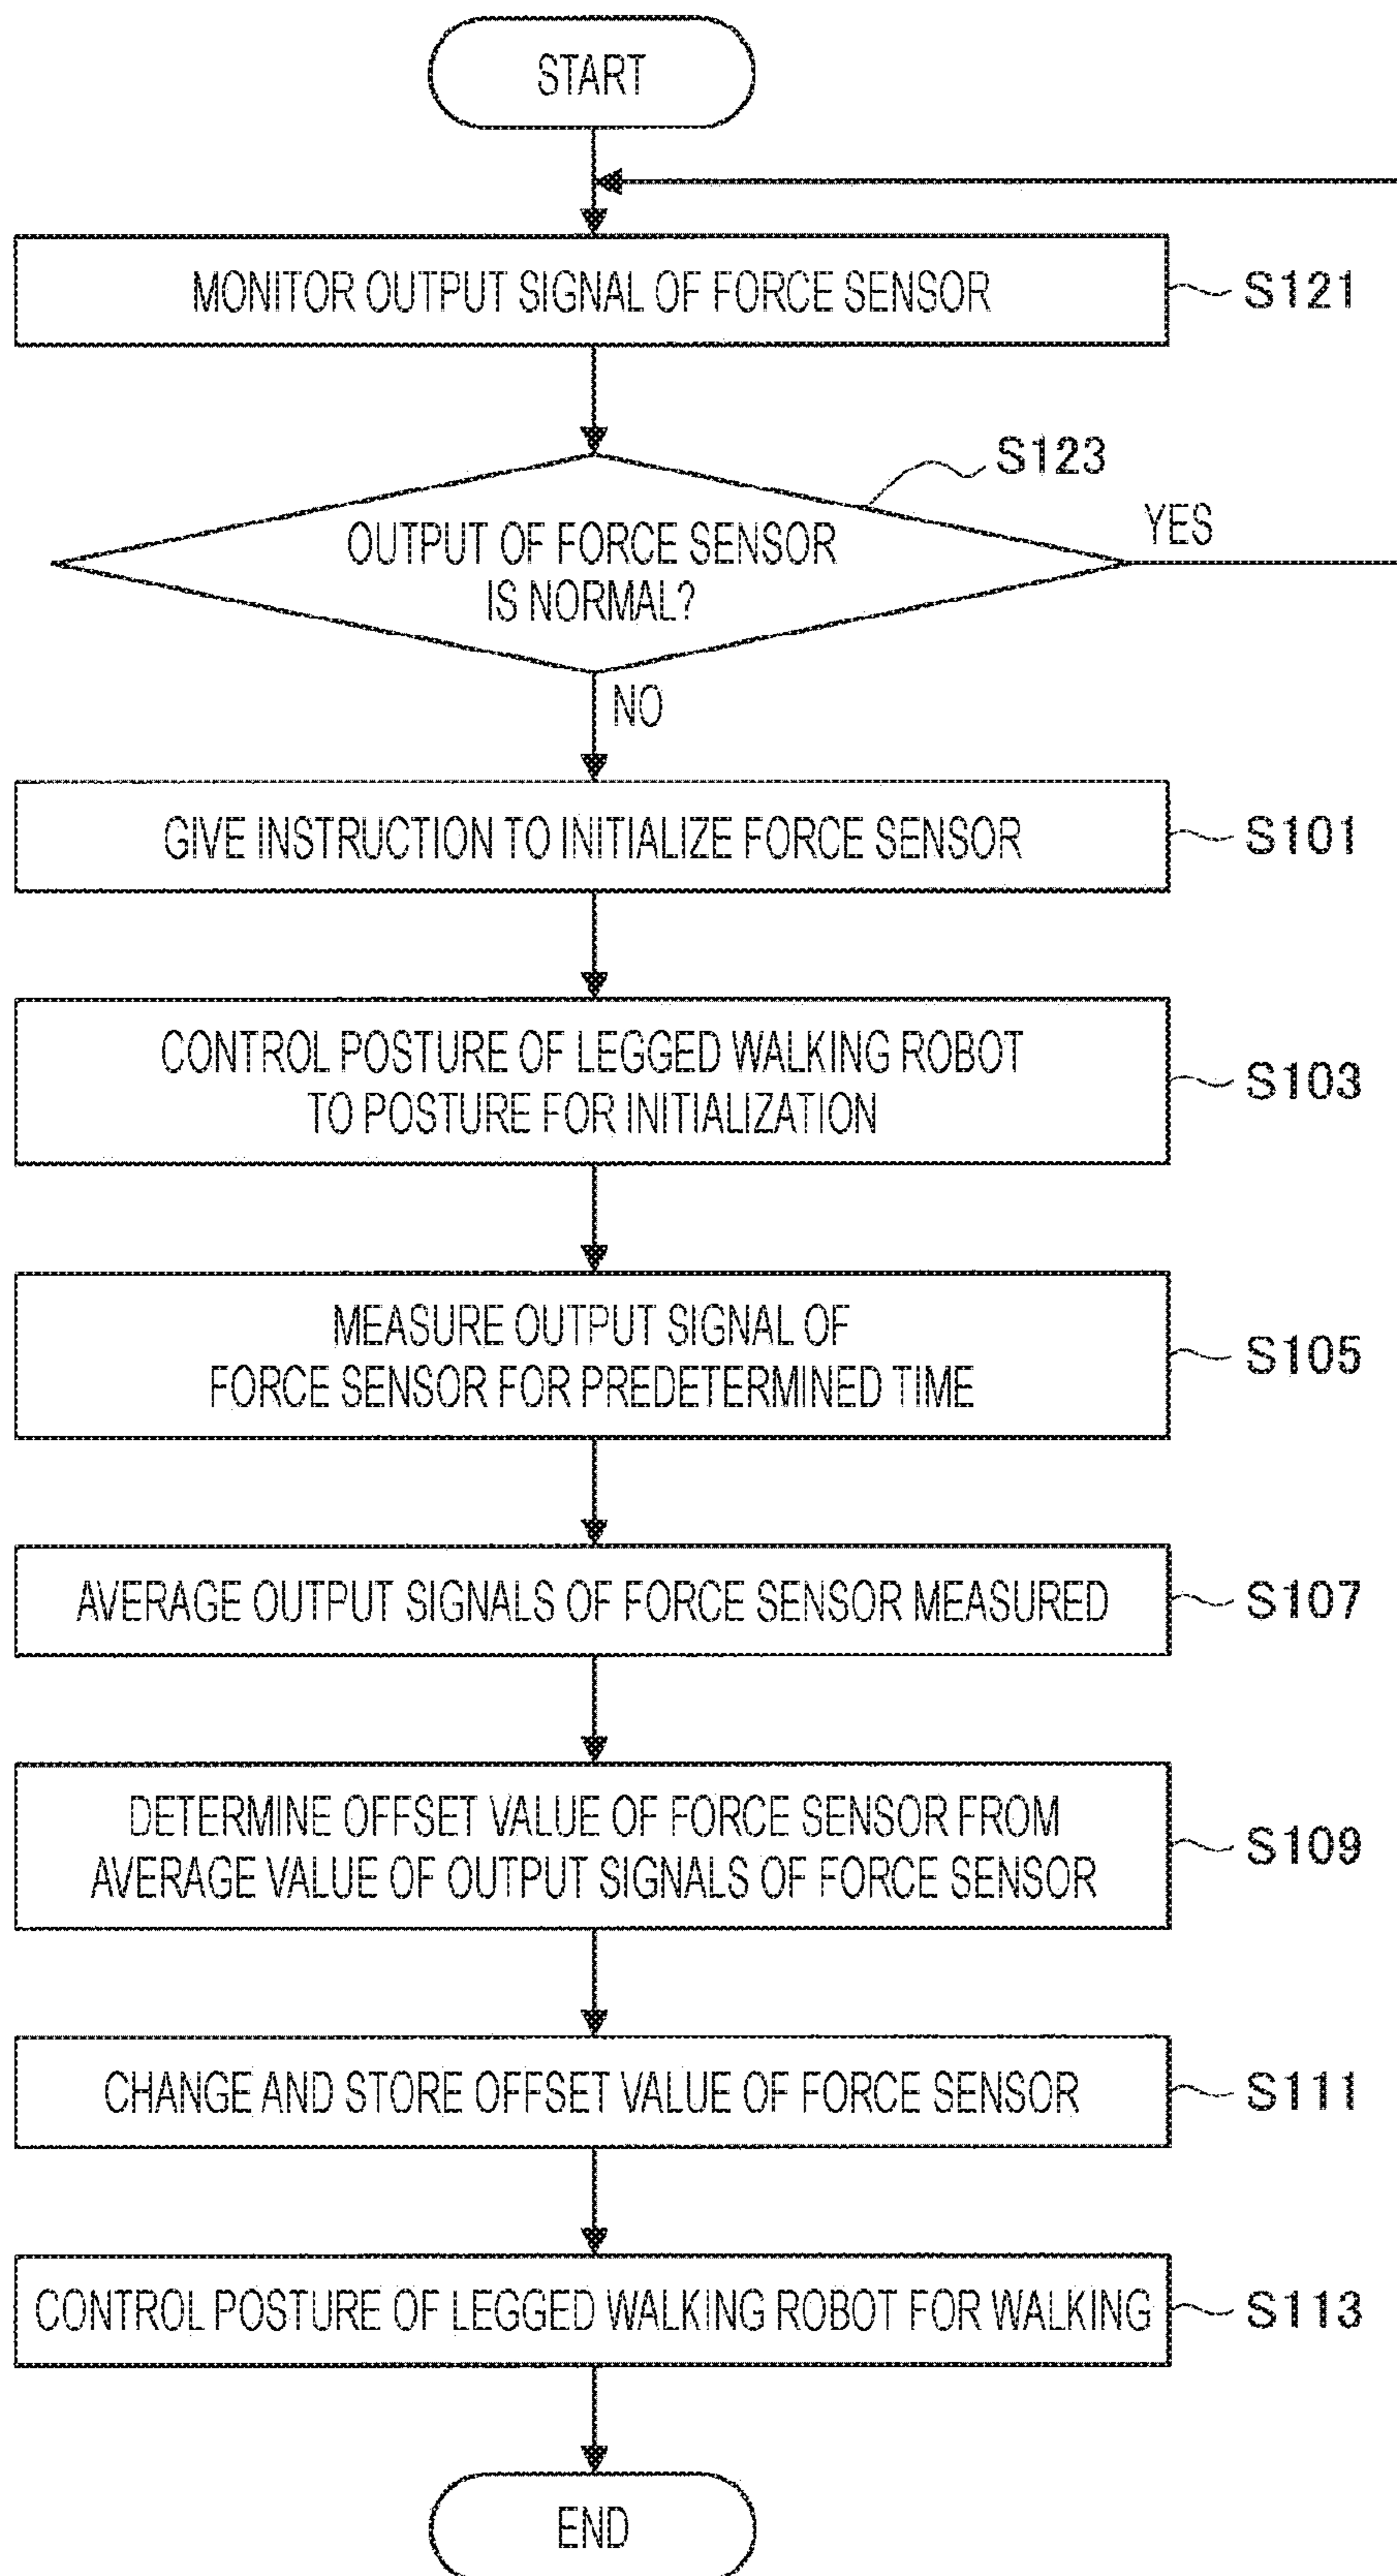 START
MONITOR OUTPUT SIGNAL OF FORCE SENSOR
S121
S123
OUTPUT OF FORCE SENSOR
IS NORMAL?
YES
NO
GIVE INSTRUCTION TO INITIALIZE FORCE SENSOR
S101
CONTROL POSTURE OF LEGGED WALKING ROBOT
TO POSTURE FOR INITIALIZATION
S103
MEASURE OUTPUT SIGNAL OF
FORCE SENSOR FOR PREDETERMINED TIME
S105
AVERAGE OUTPUT SIGNALS OF FORCE SENSOR MEASURED
S107
DETERMINE OFFSET VALUE OF FORCE SENSOR FROM
AVERAGE VALUE OF OUTPUT SIGNALS OF FORCE SENSOR
S109
CHANGE AND STORE OFFSET VALUE OF FORCE SENSOR
S111
CONTROL POSTURE OF LEGGED WALKING ROBOT FOR WALKING
S113
END